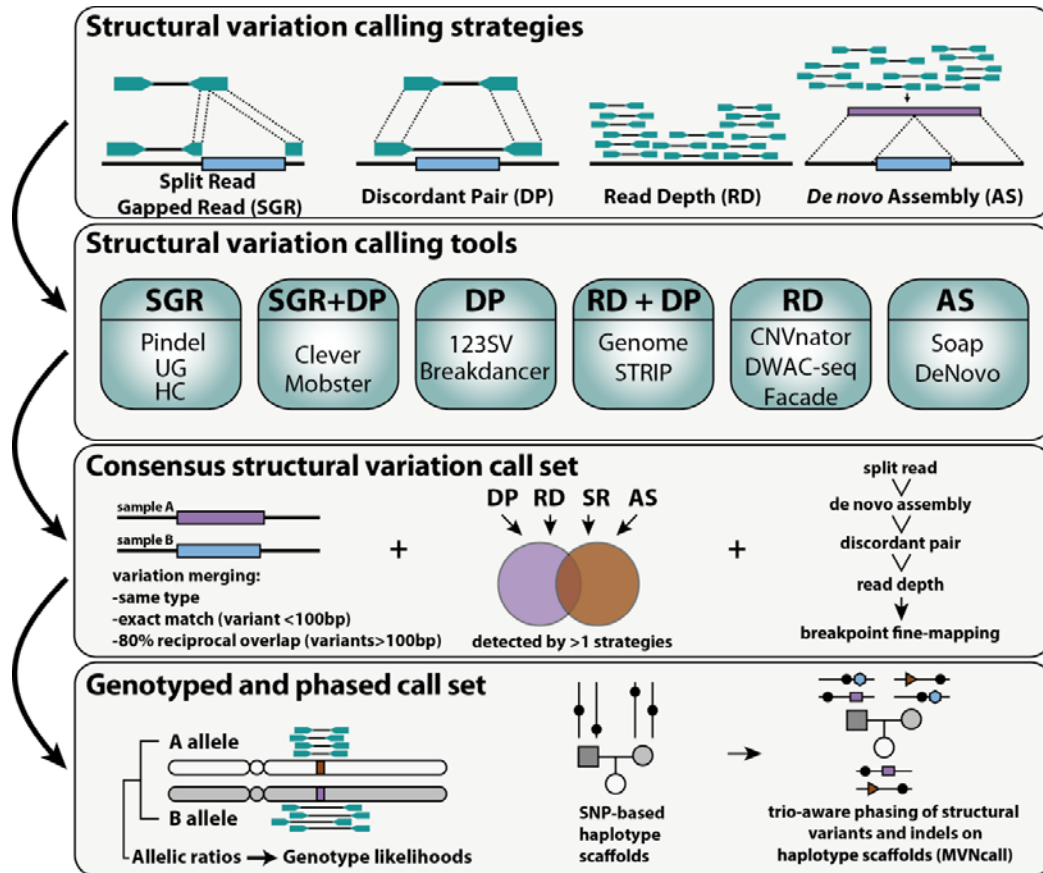 Structural variation calling strategies
Split Read
Gapped Read (SGR)
Discordant Pair (DP)
Read Depth (RD)
De novo Assembly (AS)
Structural variation calling tools
SGR
Pindel
UG
HC
SGR+DP
Clever
Mobster
DP
123SV
Breakdancer
RD + DP
Genome
STRIP
RD
CNVnator
DWAC-seq
Facade
AS
Soap
DeNovo
Consensus structural variation call set
sample A
sample B
variation merging:
-same type
-exact match (variant <100bp)
-80% reciprocal overlap (variants>100bp)
+
DP RD SR AS
detected by >1 strategies
+
split read
de novo assembly
discordant pair
read depth
breakpoint fine-mapping
Genotyped and phased call set
A allele
B allele
Allelic ratios → Genotype likelihoods
SNP-based
haplotype
scaffolds
trio-aware phasing of structural
variants and indels on
haplotype scaffolds (MVNcall)